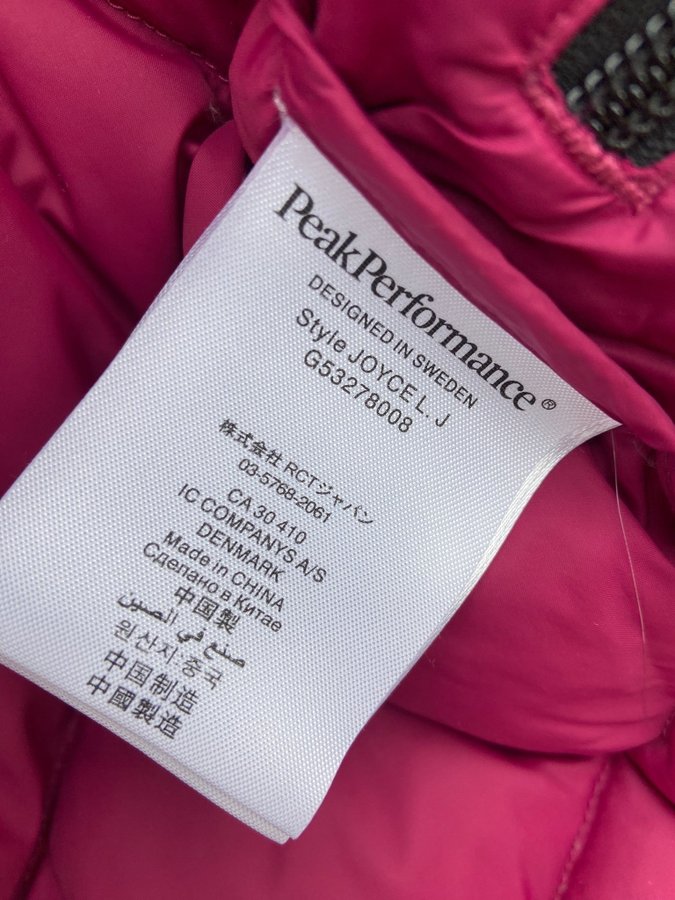 PeakPerformance®
DESIGNED IN SWEDEN
Style JOYCE L. J
G53278008
株式会社 RCTジャパン
03-5768-2061
CA 30 410
IC COMPANYS A/S
DENMARK
Made in CHINA
Сделано в Китае
中国製
صنع في الصين
원산지:중국
中国制造
中國製造